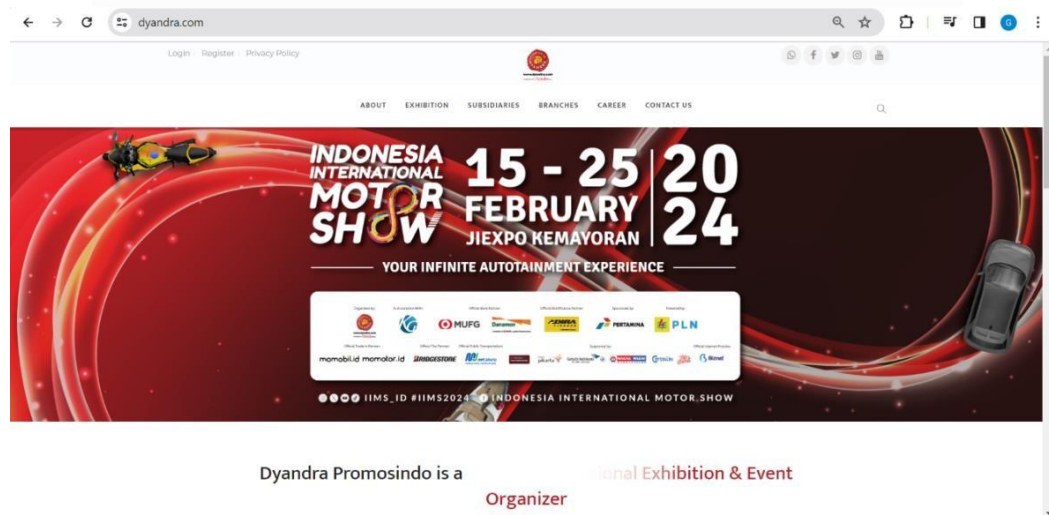 dyandra.com
G
Login Register Privacy Policy
ABOUT EXHIBITION SUBSIDIARIES BRANCHES CAREER CONTACT US
INDONESIA
INTERNATIONAL
MOTOR
SHOW
15 - 25
FEBRUARY
JIEXPO KEMAYORAN
20
24
YOUR INFINITE AUTOTAINMENT EXPERIENCE
MUFG Danamon ADIRA FINANCE PERTAMINA PLN
momobil.id momotor.id BRIDGESTONE Biznet
IIMS_ID #IIMS2024 INDONESIA INTERNATIONAL MOTOR SHOW
Dyandra Promosindo is a Exhibition & Event
Organizer